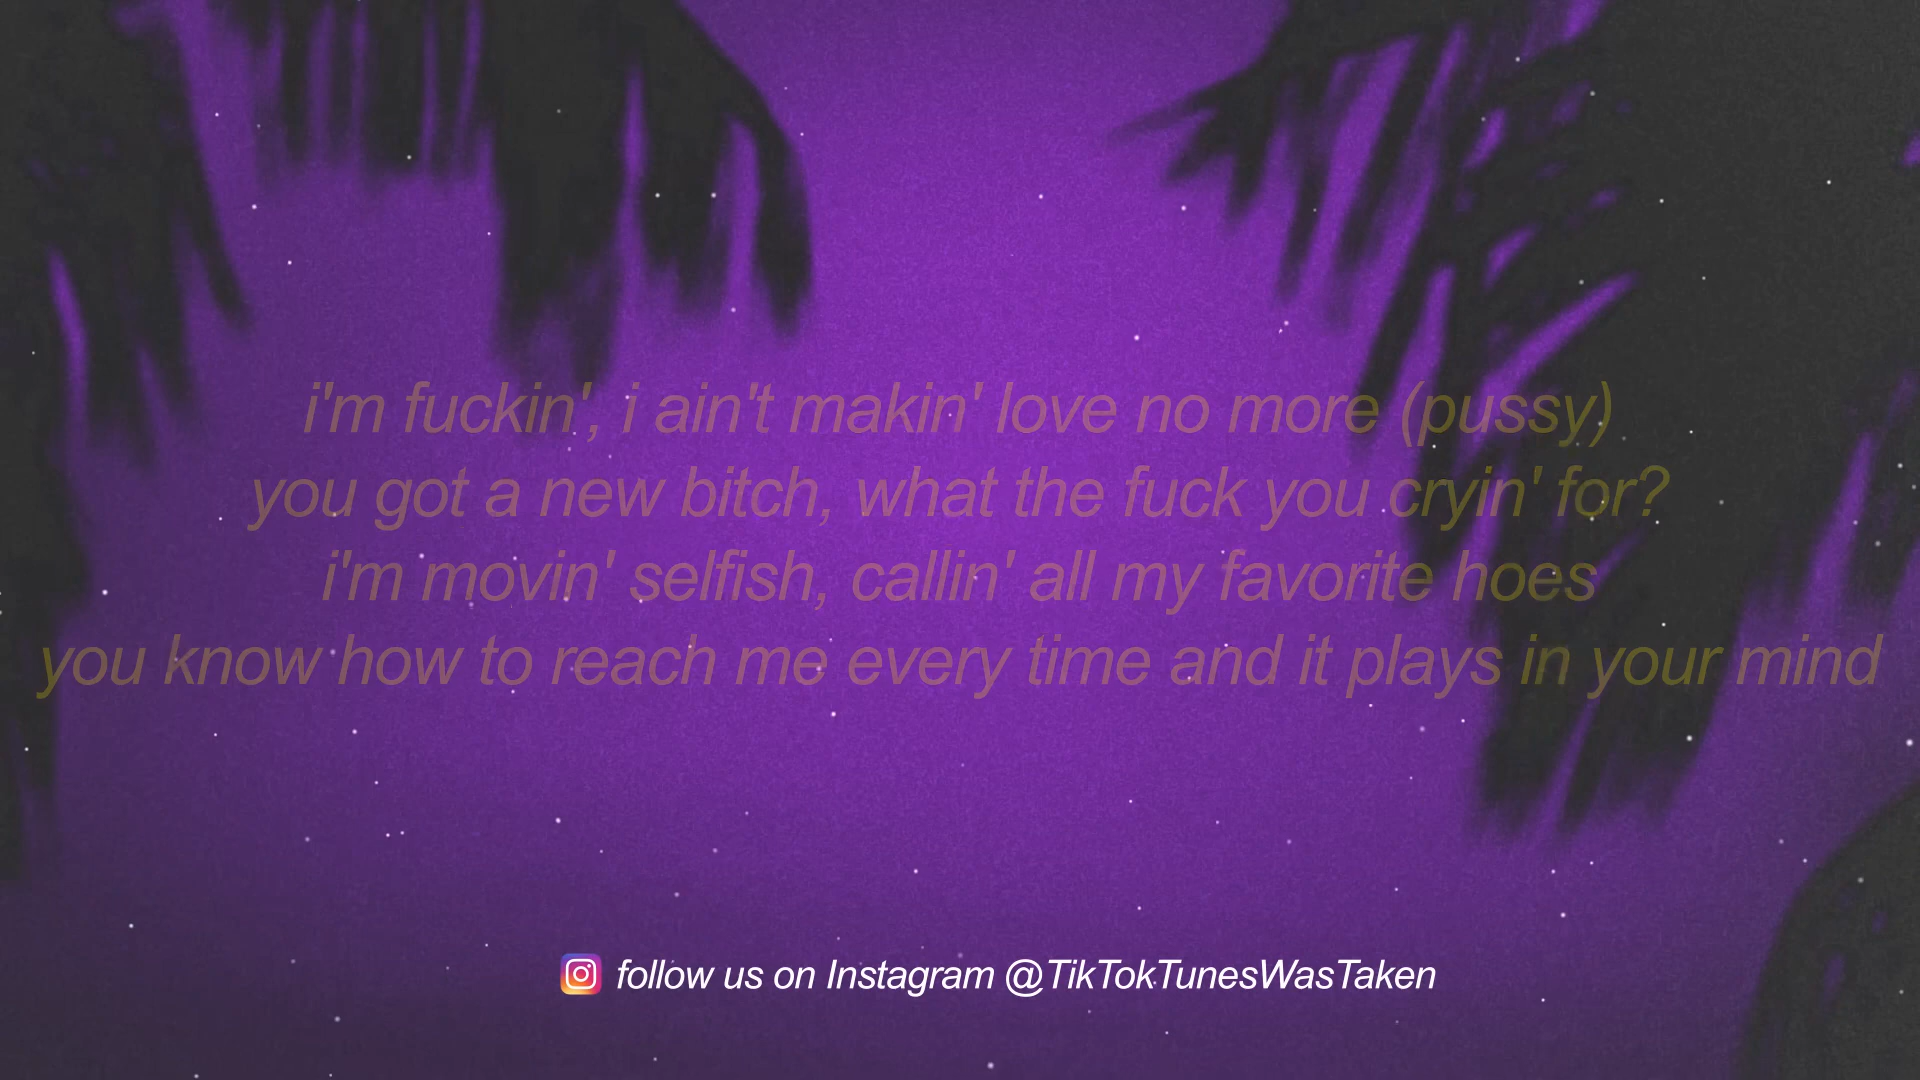 i'm fuckin', i ain't makin' love no more (pussy)
you got a new bitch, what the fuck you cryin' for?
i'm movin' selfish, callin' all my favorite hoes
you know how to reach me every time and it plays in your mind
follow us on Instagram @TikTokTunesWasTaken